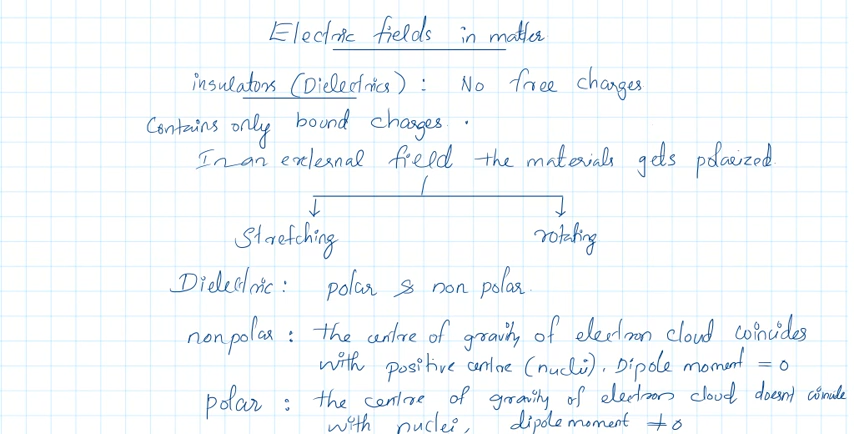 Electric fields in matter
insulators (Dielectrics) : No free charges
Contains only bound charges.
In an external field the materials gets polarized.
Stretching rotating
Dielectric : polar & non polar.
nonpolar : the centre of gravity of electron cloud coincides
with positive centre (nuclii). Dipole moment = 0
polar : the centre of gravity of electron cloud doesnt coincide
with nuclei, dipole moment ≠ 0